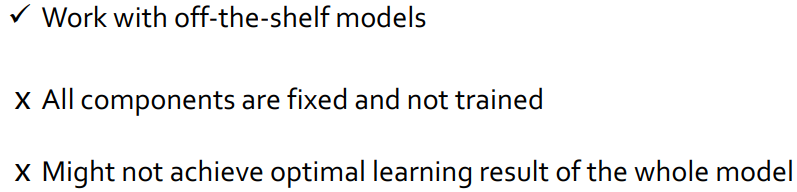 ✓ Work with off-the-shelf models
x All components are fixed and not trained
x Might not achieve optimal learning result of the whole model